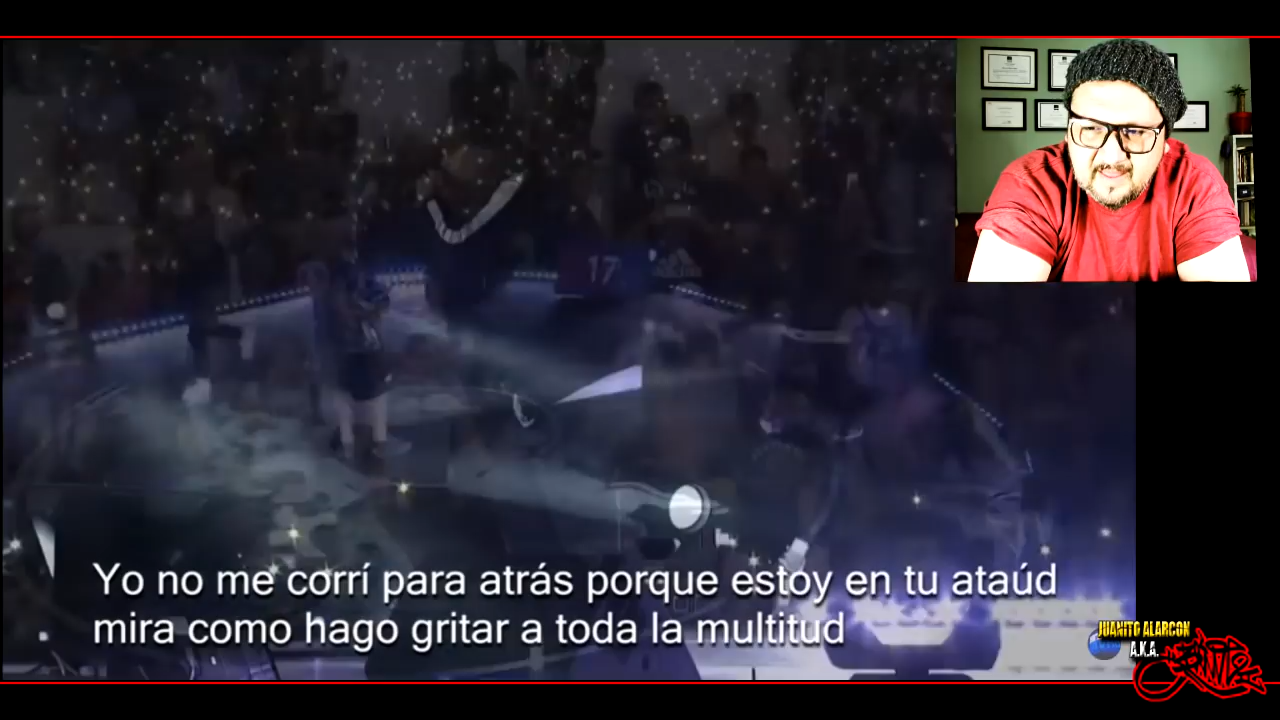 17
adidas
Yo no me corrí para atrás porque estoy en tu ataúd
mira como hago gritar a toda la multitud
JUANITO ALARCON
A.K.A.